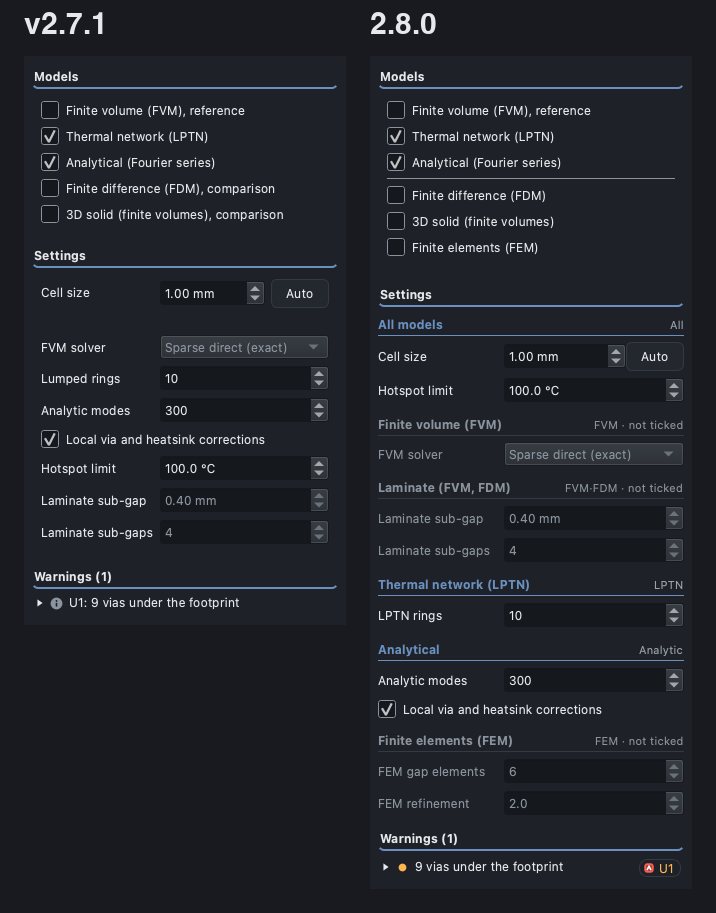 v2.7.1
Models
Finite volume (FVM), reference
Thermal network (LPTN)
Analytical (Fourier series)
Finite difference (FDM), comparison
3D solid (finite volumes), comparison
Settings
Cell size 1.00 mm Auto
FVM solver Sparse direct (exact)
Lumped rings 10
Analytic modes 300
Local via and heatsink corrections
Hotspot limit 100.0 °C
Laminate sub-gap 0.40 mm
Laminate sub-gaps 4
Warnings (1)
U1: 9 vias under the footprint
2.8.0
Models
Finite volume (FVM), reference
Thermal network (LPTN)
Analytical (Fourier series)
Finite difference (FDM)
3D solid (finite volumes)
Finite elements (FEM)
Settings
All models All
Cell size 1.00 mm Auto
Hotspot limit 100.0 °C
Finite volume (FVM) FVM · not ticked
FVM solver Sparse direct (exact)
Laminate (FVM, FDM) FVM·FDM · not ticked
Laminate sub-gap 0.40 mm
Laminate sub-gaps 4
Thermal network (LPTN) LPTN
LPTN rings 10
Analytical Analytic
Analytic modes 300
Local via and heatsink corrections
Finite elements (FEM) FEM · not ticked
FEM gap elements 6
FEM refinement 2.0
Warnings (1)
9 vias under the footprint U1